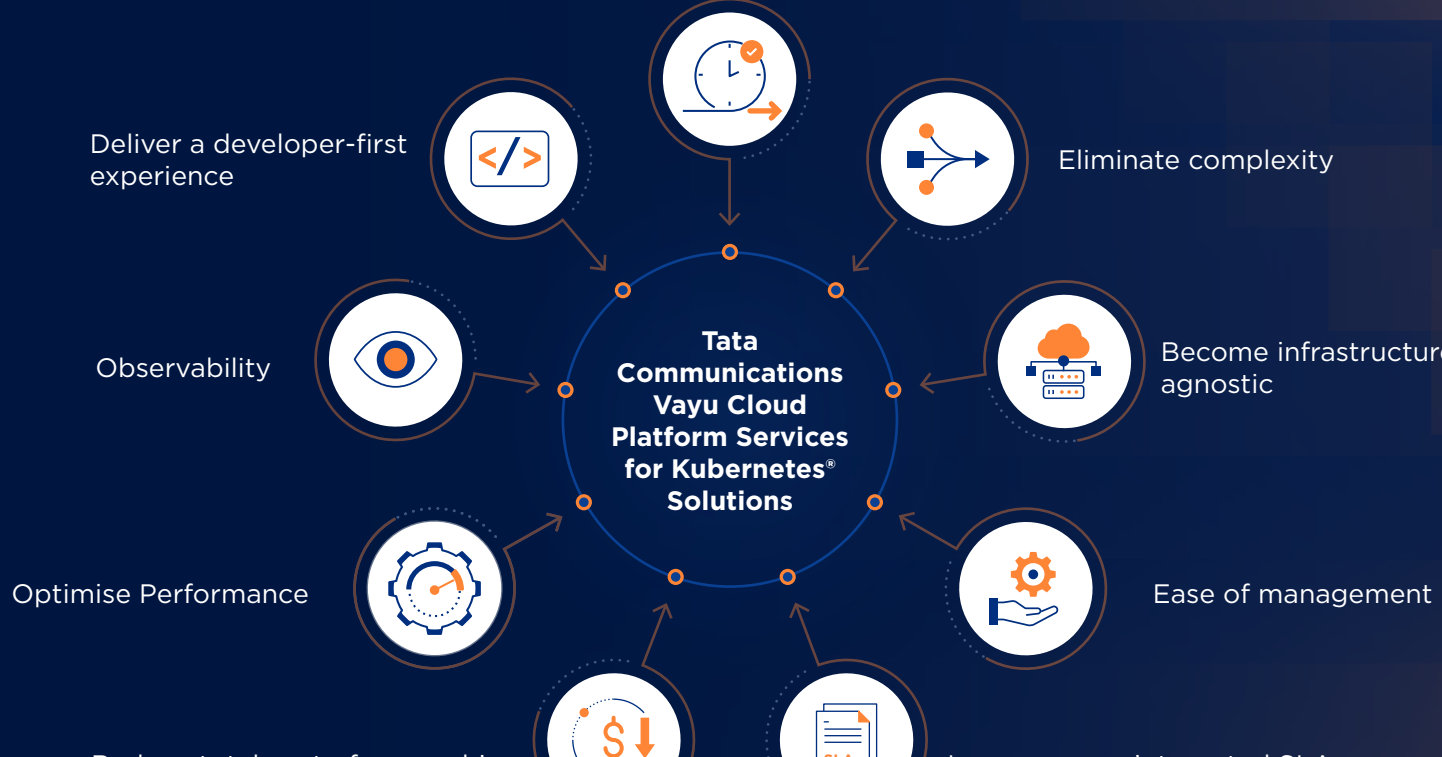 Deliver a developer-first
experience
Eliminate complexity
Observability
Tata
Communications
Vayu Cloud
Platform Services
for Kubernetes®
Solutions
Become infrastructure
agnostic
Optimise Performance
Ease of management